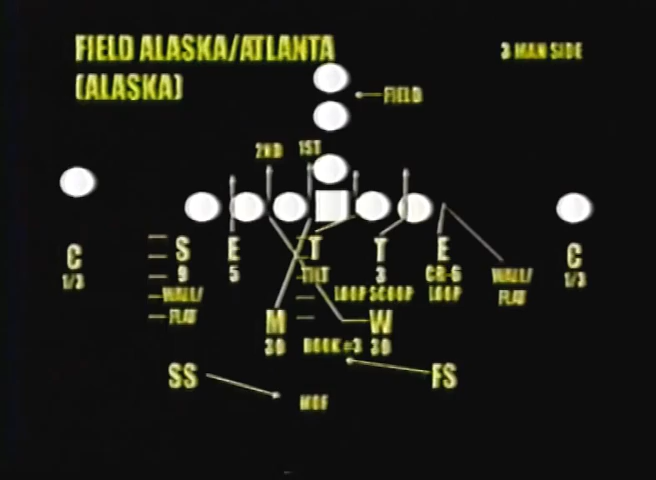 FIELD ALASKA/ATLANTA
3 MAN SIDE
(ALASKA)
FIELD
2ND 1ST
C
1/3
S
9
WALL/
FLAT
E
5
T
TILT
T
3
LOOP SCOOP
E
CR-6
LOOP
WALL/
FLAT
C
1/3
M
30
HOOK #3
W
30
SS
FS
MOF